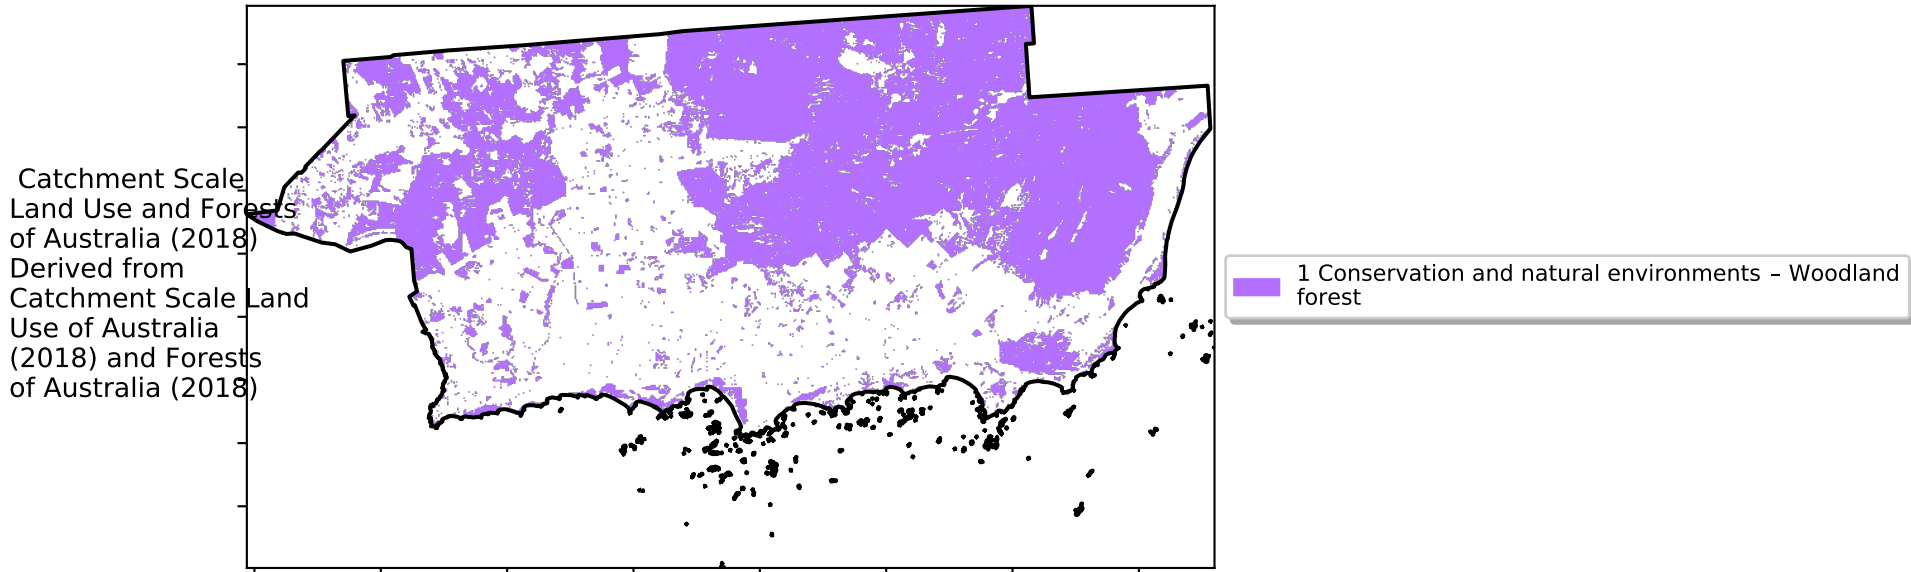 Catchment Scale
Land Use and Forests
of Australia (2018)
Derived from
Catchment Scale Land
Use of Australia
(2018) and Forests
of Australia (2018)
1 Conservation and natural environments – Woodland
forest